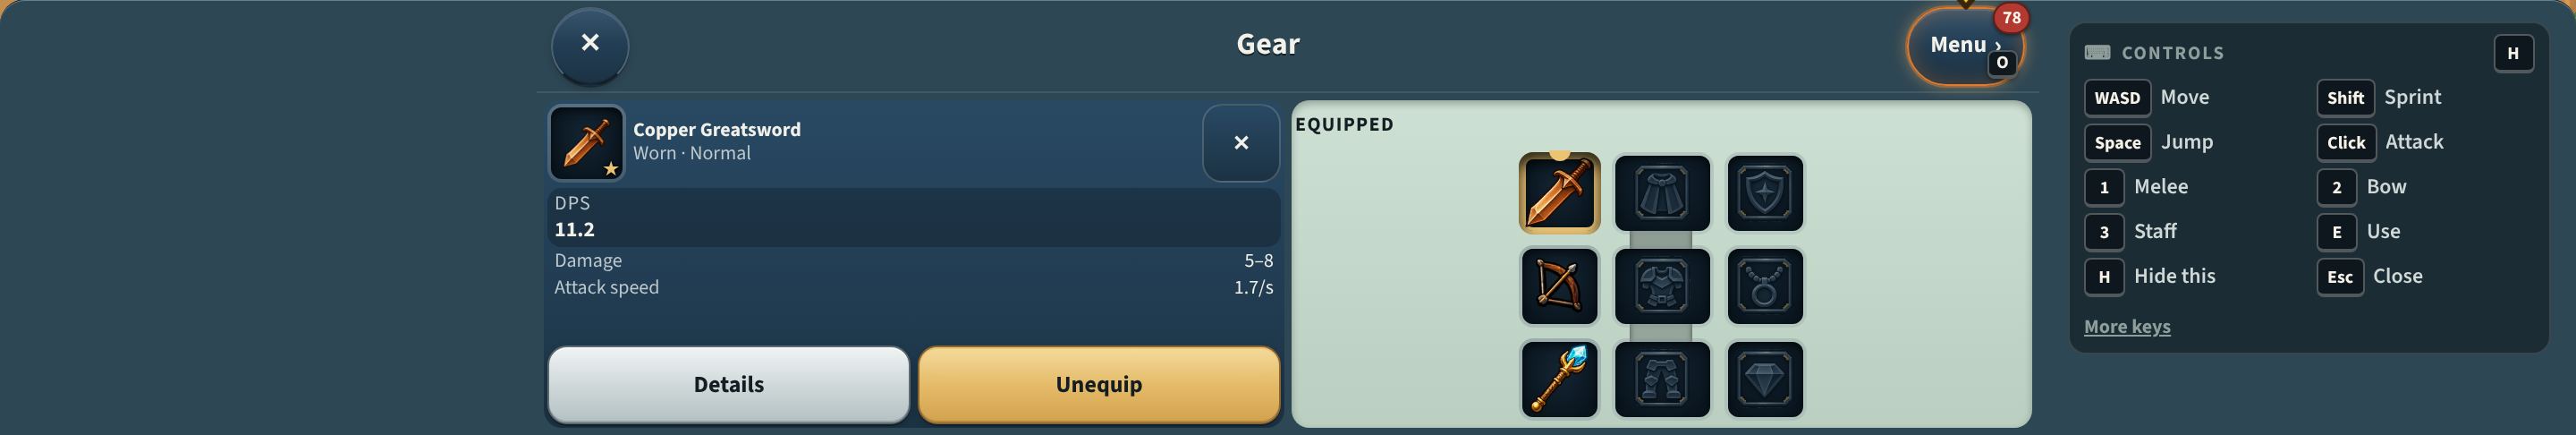 ×
Gear
Menu ›
78
O
Copper Greatsword
Worn · Normal
×
DPS
11.2
Damage 5–8
Attack speed 1.7/s
Details
Unequip
EQUIPPED
CONTROLS H
WASD Move Shift Sprint
Space Jump Click Attack
1 Melee 2 Bow
3 Staff E Use
H Hide this Esc Close
More keys